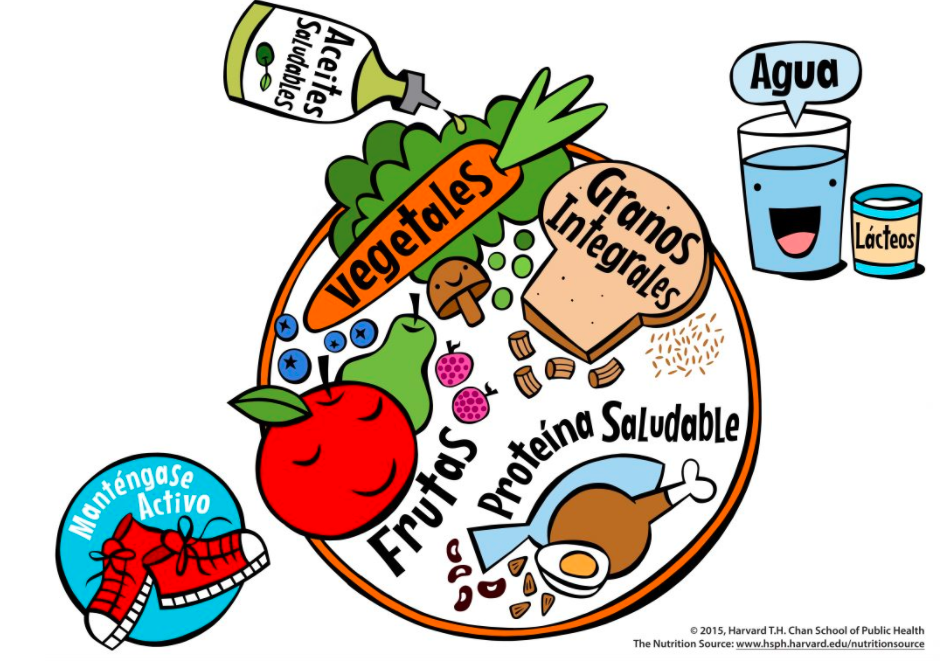 Aceites
Saludables
Agua
Lácteos
vegetales
Granos
Integrales
Proteína Saludable
Frutas
Manténgase
Activo
© 2015, Harvard T.H. Chan School of Public Health
The Nutrition Source: www.hsph.harvard.edu/nutritionsource